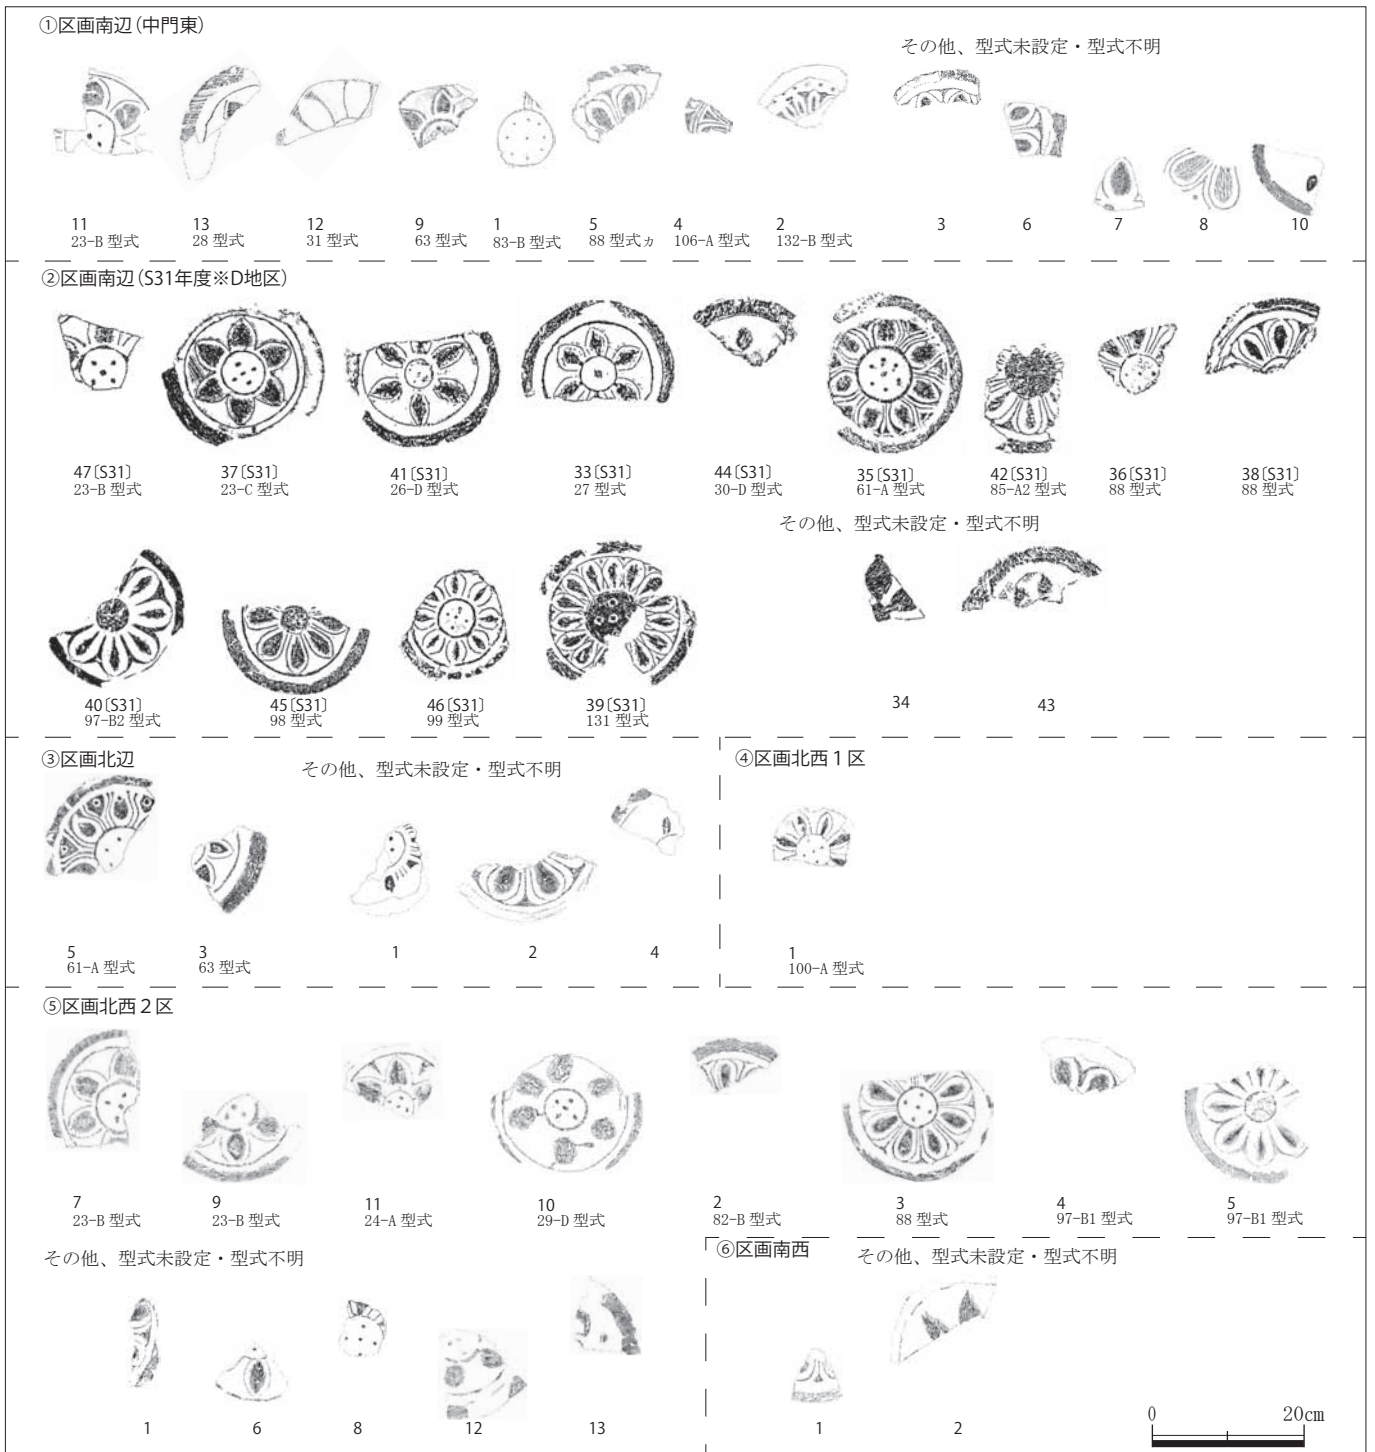 ①区画南辺（中門東）
その他、型式未設定・型式不明
11 13 12 9 1 5 4 2 3 6 7 8 10
23-B 型式 28 型式 31 型式 63 型式 83-B 型式 88 型式ヵ 106-A 型式 132-B 型式
②区画南辺（S31年度※D地区）
47〔S31〕 37〔S31〕 41〔S31〕 33〔S31〕 44〔S31〕 35〔S31〕 42〔S31〕 36〔S31〕 38〔S31〕
23-B 型式 23-C 型式 26-D 型式 27 型式 30-D 型式 61-A 型式 85-A2 型式 88 型式 88 型式
その他、型式未設定・型式不明
40〔S31〕 45〔S31〕 46〔S31〕 39〔S31〕 34 43
97-B2 型式 98 型式 99 型式 131 型式
③区画北辺
その他、型式未設定・型式不明
5 3 1 2 4
61-A 型式 63 型式
④区画北西１区
1
100-A 型式
⑤区画北西２区
7 9 11 10 2 3 4 5
23-B 型式 23-B 型式 24-A 型式 29-D 型式 82-B 型式 88 型式 97-B1 型式 97-B1 型式
その他、型式未設定・型式不明
1 6 8 12 13
⑥区画南西
その他、型式未設定・型式不明
1 2
0 20cm